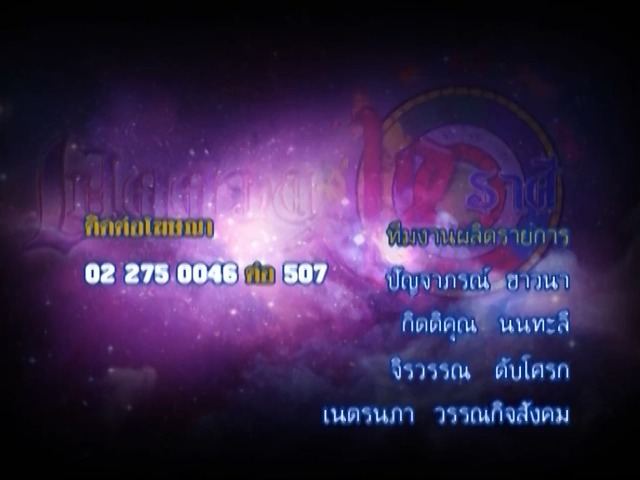 ราศี
ติดต่อโฆษณา
02 275 0046 ต่อ 507
ทีมงานผลิตรายการ
ปัญจาภรณ์ ฮาวนา
กิตติคุณ นนทะลี
จิรวรรณ ดับโศรก
เนตรนภา วรรณกิจสังคม